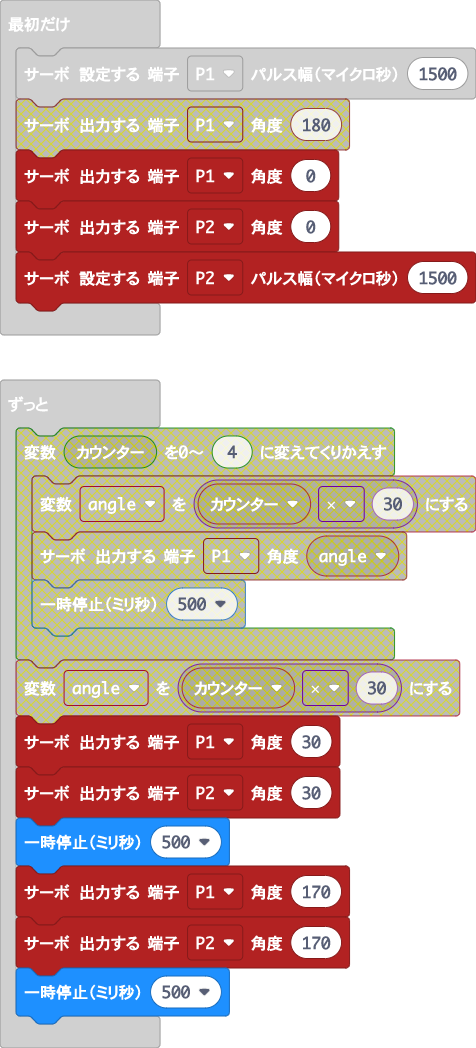 最初だけ
サーボ 設定する 端子 P1 パルス幅（マイクロ秒） 1500
サーボ 出力する 端子 P1 角度 180
サーボ 出力する 端子 P1 角度 0
サーボ 出力する 端子 P2 角度 0
サーボ 設定する 端子 P2 パルス幅（マイクロ秒） 1500
ずっと
変数 カウンター を0～ 4 に変えてくりかえす
変数 angle を カウンター × 30 にする
サーボ 出力する 端子 P1 角度 angle
一時停止（ミリ秒） 500
変数 angle を カウンター × 30 にする
サーボ 出力する 端子 P1 角度 30
サーボ 出力する 端子 P2 角度 30
一時停止（ミリ秒） 500
サーボ 出力する 端子 P1 角度 170
サーボ 出力する 端子 P2 角度 170
一時停止（ミリ秒） 500